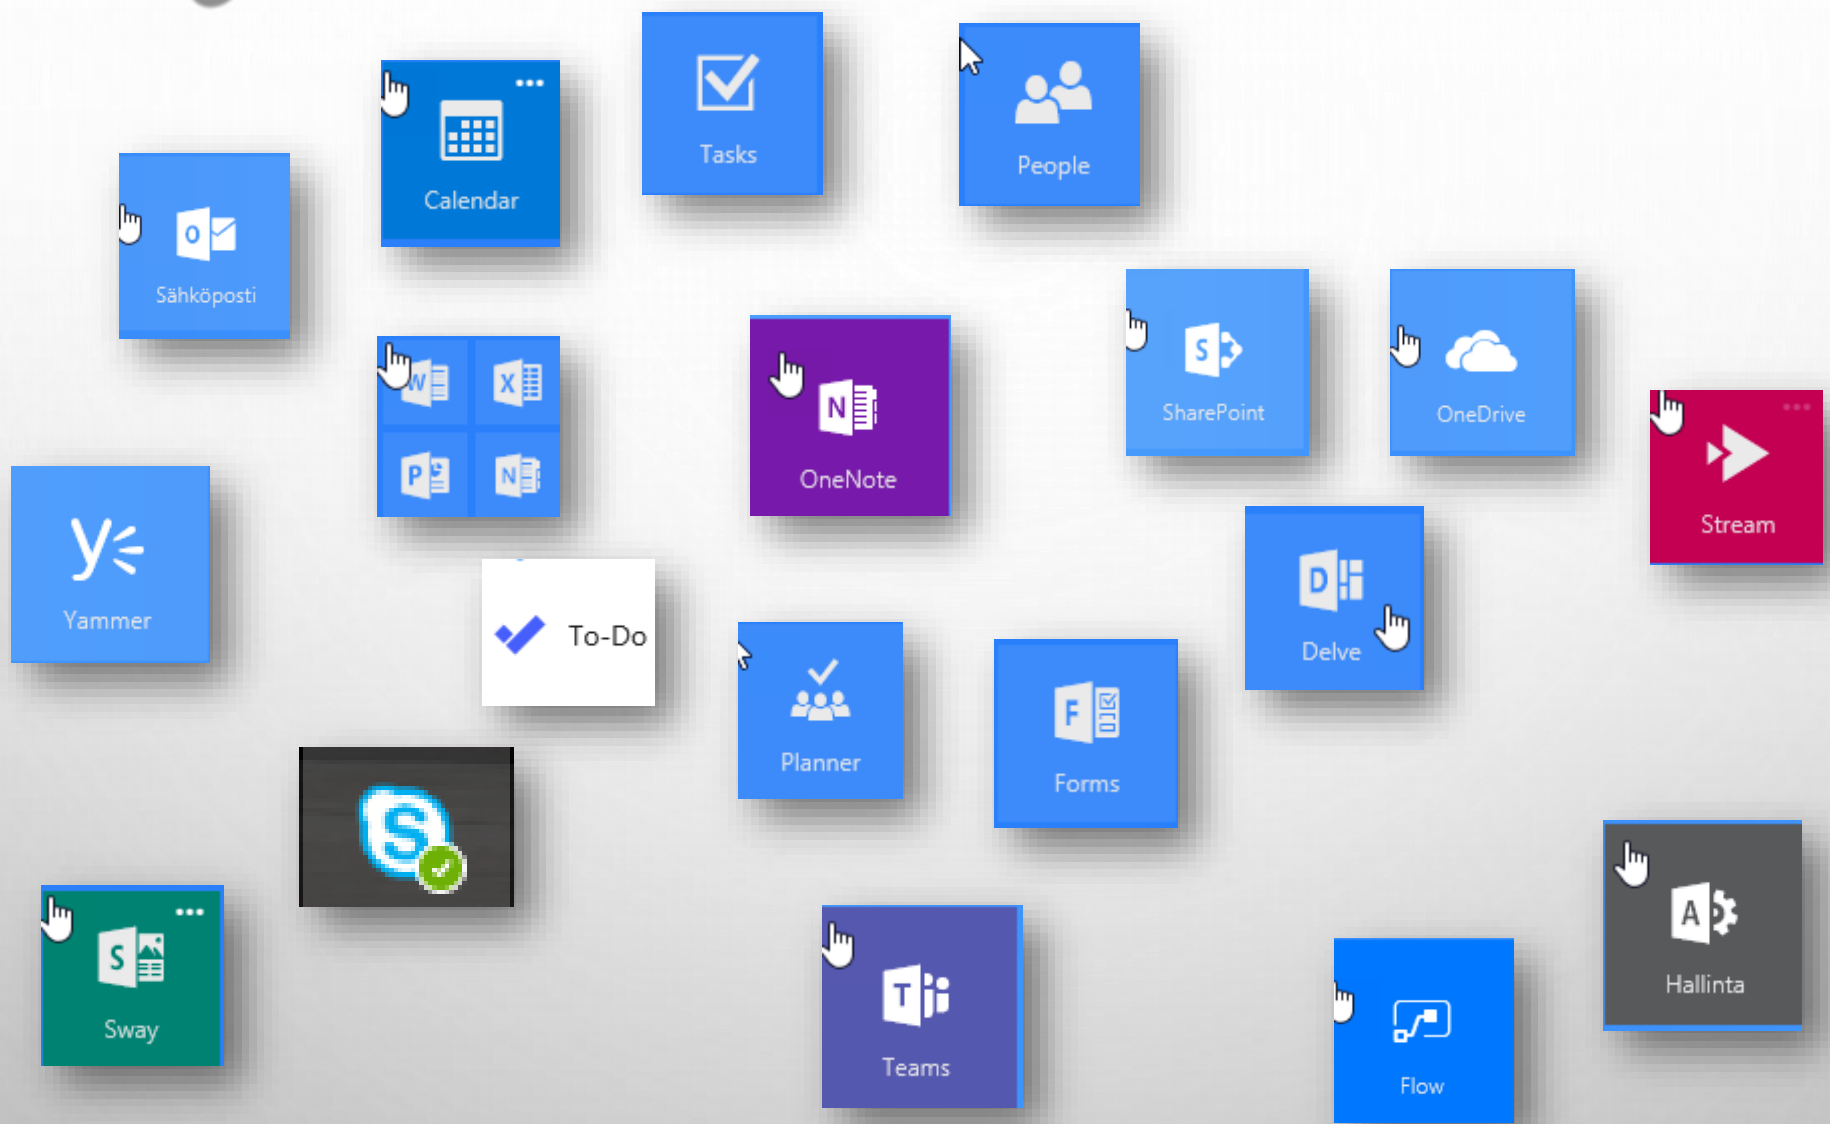 Tasks
People
Calendar
O
Sähköposti
W
X
P
N
N
OneNote
S
SharePoint
OneDrive
Stream
y
Yammer
To-Do
D
Delve
Planner
F
Forms
S
S
Sway
T
Teams
A
Hallinta
Flow